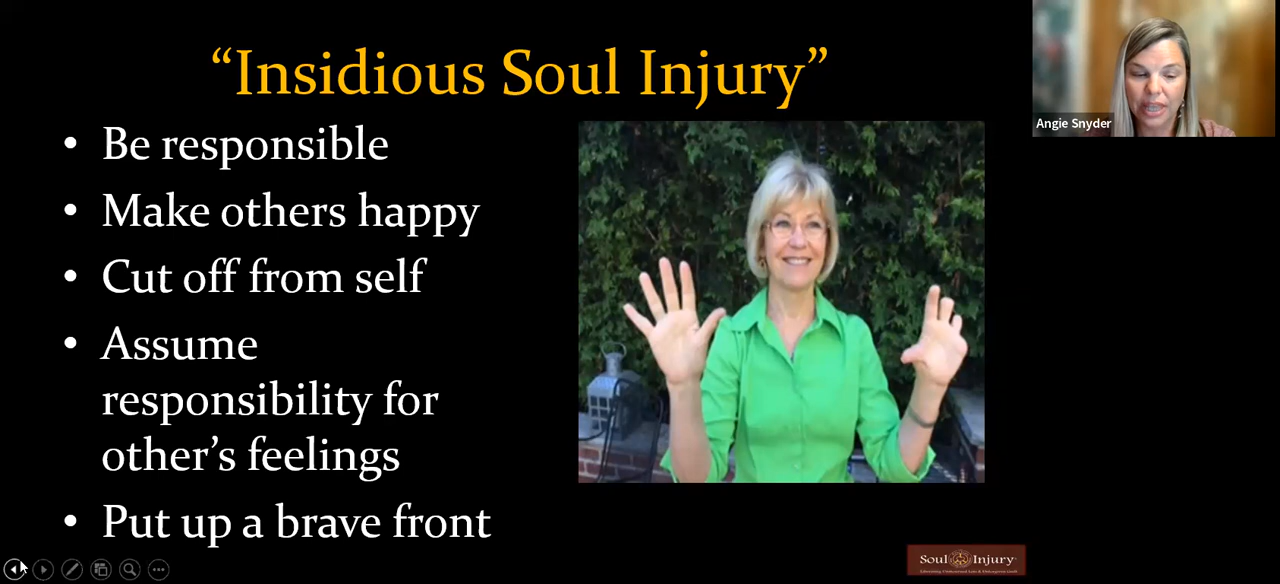 “Insidious Soul Injury”
• Be responsible
• Make others happy
• Cut off from self
• Assume
responsibility for
other’s feelings
• Put up a brave front
Angie Snyder
Soul Injury